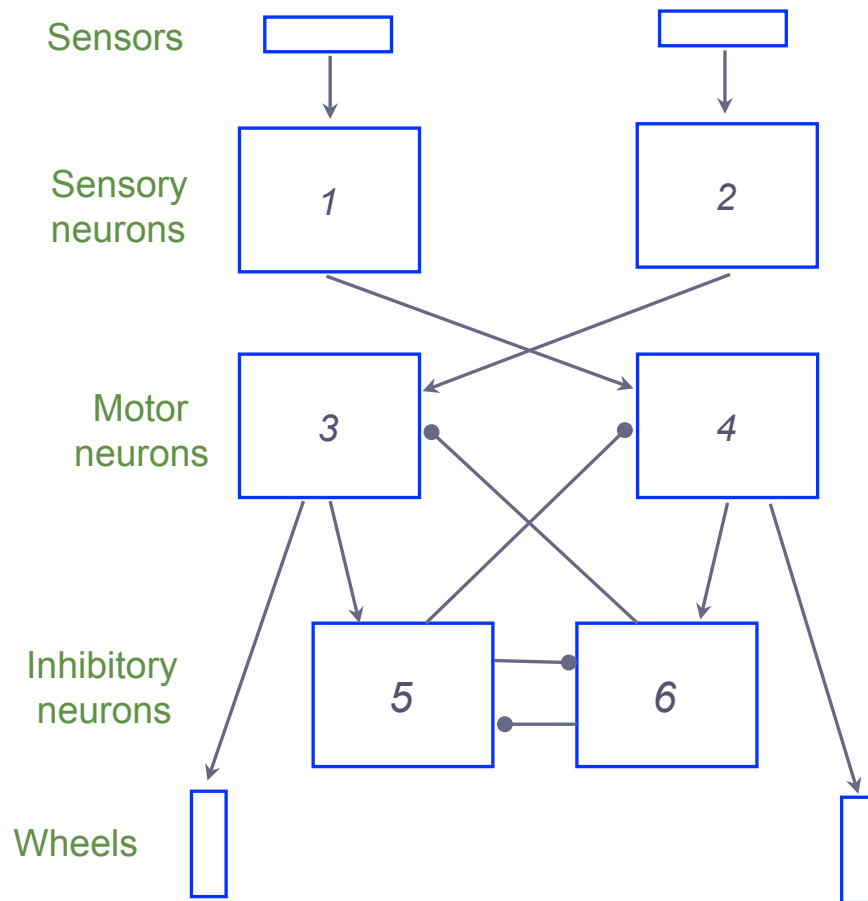 Sensors
Sensory
neurons
1
2
Motor
neurons
3
4
Inhibitory
neurons
5
6
Wheels